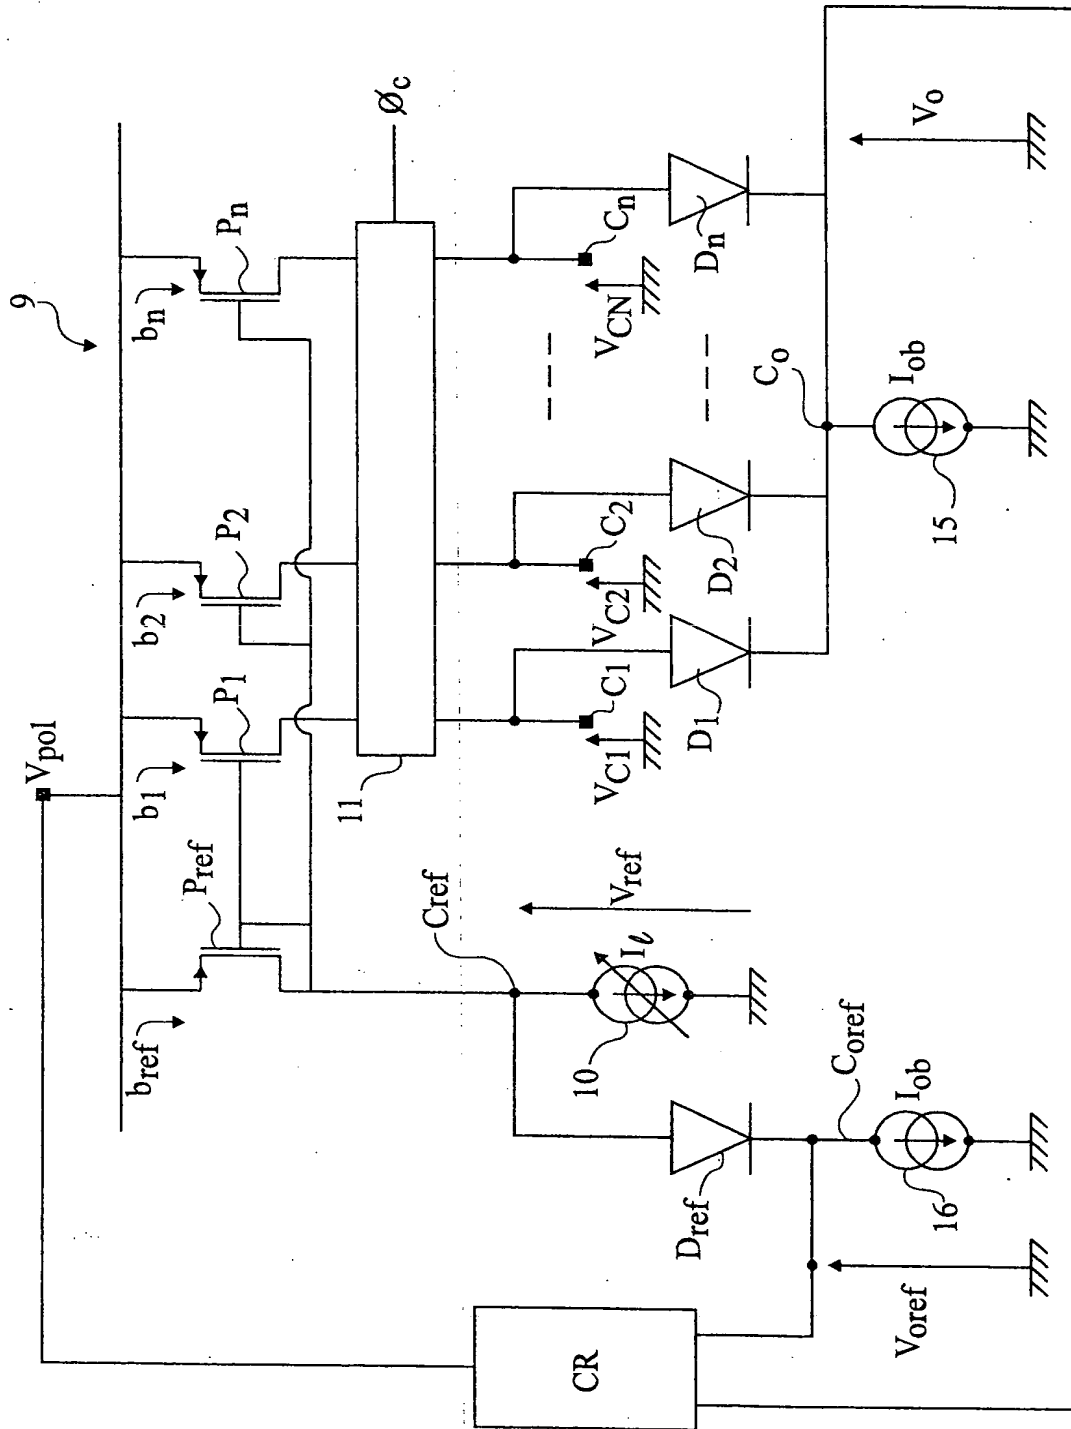 9
Vpol
bref
Pref
b1
P1
b2
P2
bn
Pn
Øc
11
Cref
Vref
Iℓ
10
VC1
C1
VC2
C2
VCN
Cn
Dref
D1
D2
Dn
Coref
Iob
16
Voref
CR
Co
Iob
15
Vo